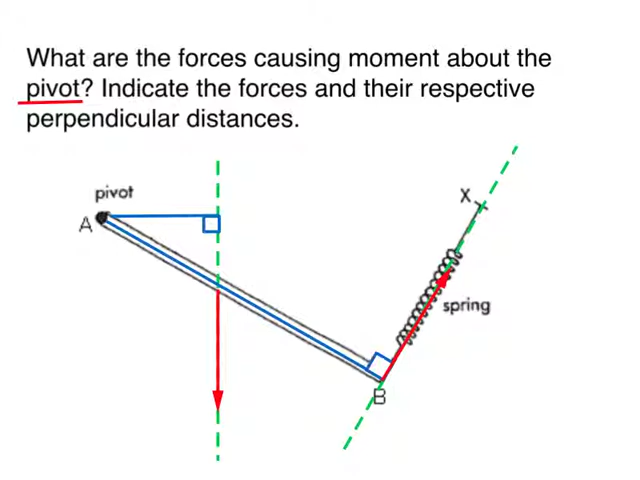 What are the forces causing moment about the
pivot? Indicate the forces and their respective
perpendicular distances.
pivot
A
X
spring
B